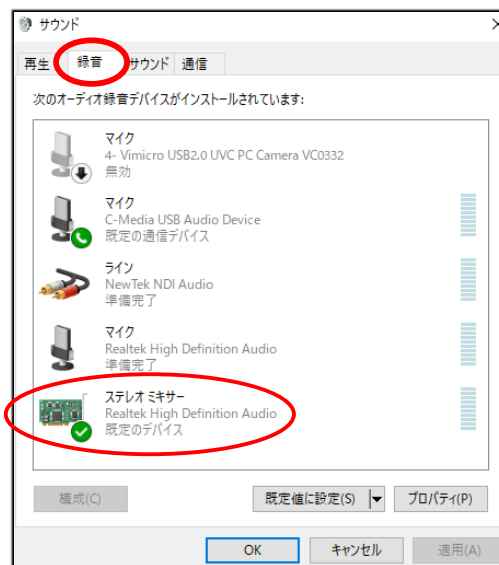 サウンド
再生 録音 サウンド 通信
次のオーディオ録音デバイスがインストールされています:
マイク
4- Vimicro USB2.0 UVC PC Camera VC0332
無効
マイク
C-Media USB Audio Device
既定の通信デバイス
ライン
NewTek NDI Audio
準備完了
マイク
Realtek High Definition Audio
準備完了
ステレオ ミキサー
Realtek High Definition Audio
既定のデバイス
構成(C) 既定値に設定(S) プロパティ(P)
OK キャンセル 適用(A)